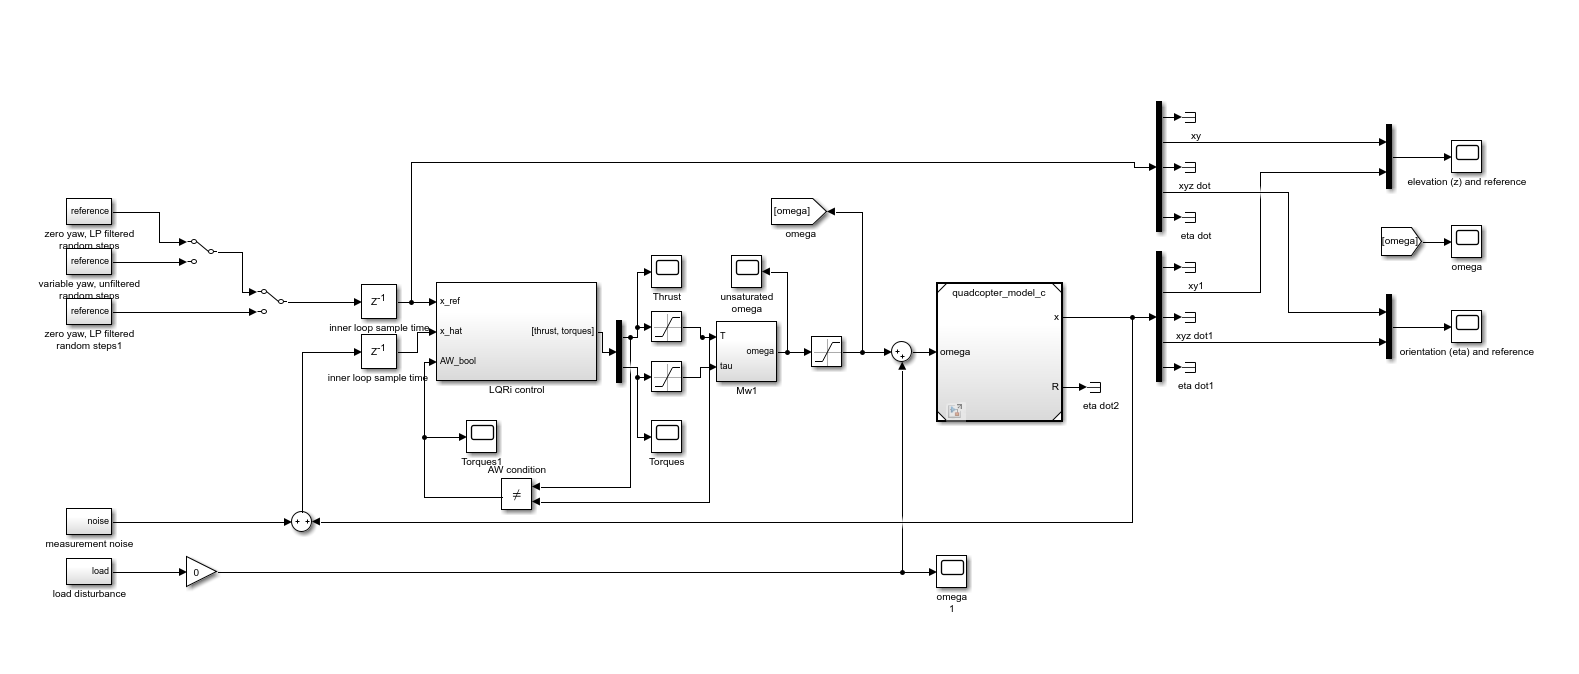 xy
xyz dot
eta dot
elevation (z) and reference
reference
zero yaw, LP filtered
random steps
reference
variable yaw, unfiltered
random steps
reference
zero yaw, LP filtered
random steps1
z-1
inner loop sample time
z-1
inner loop sample time
x_ref
x_hat
AW_bool
[thrust, torques]
LQRi control
Thrust
Torques
Torques1
AW condition
≠
[omega]
omega
unsaturated
omega
T
tau
omega
Mw1
+
+
quadcopter_model_c
omega
x
R
eta dot2
xy1
xyz dot1
eta dot1
[omega]
omega
orientation (eta) and reference
noise
measurement noise
+ +
load
load disturbance
0
omega
1